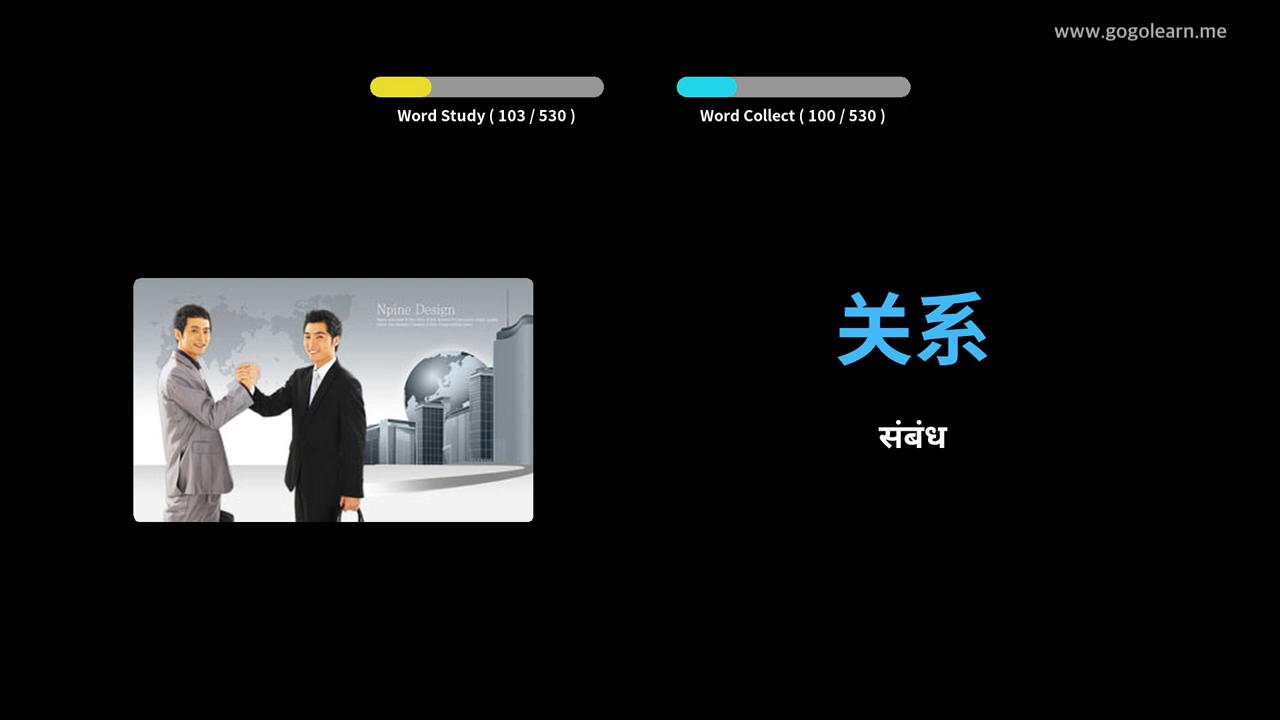 www.gogolearn.me
Word Study ( 103 / 530 )
Word Collect ( 100 / 530 )
Npine Design
关系
संबंध